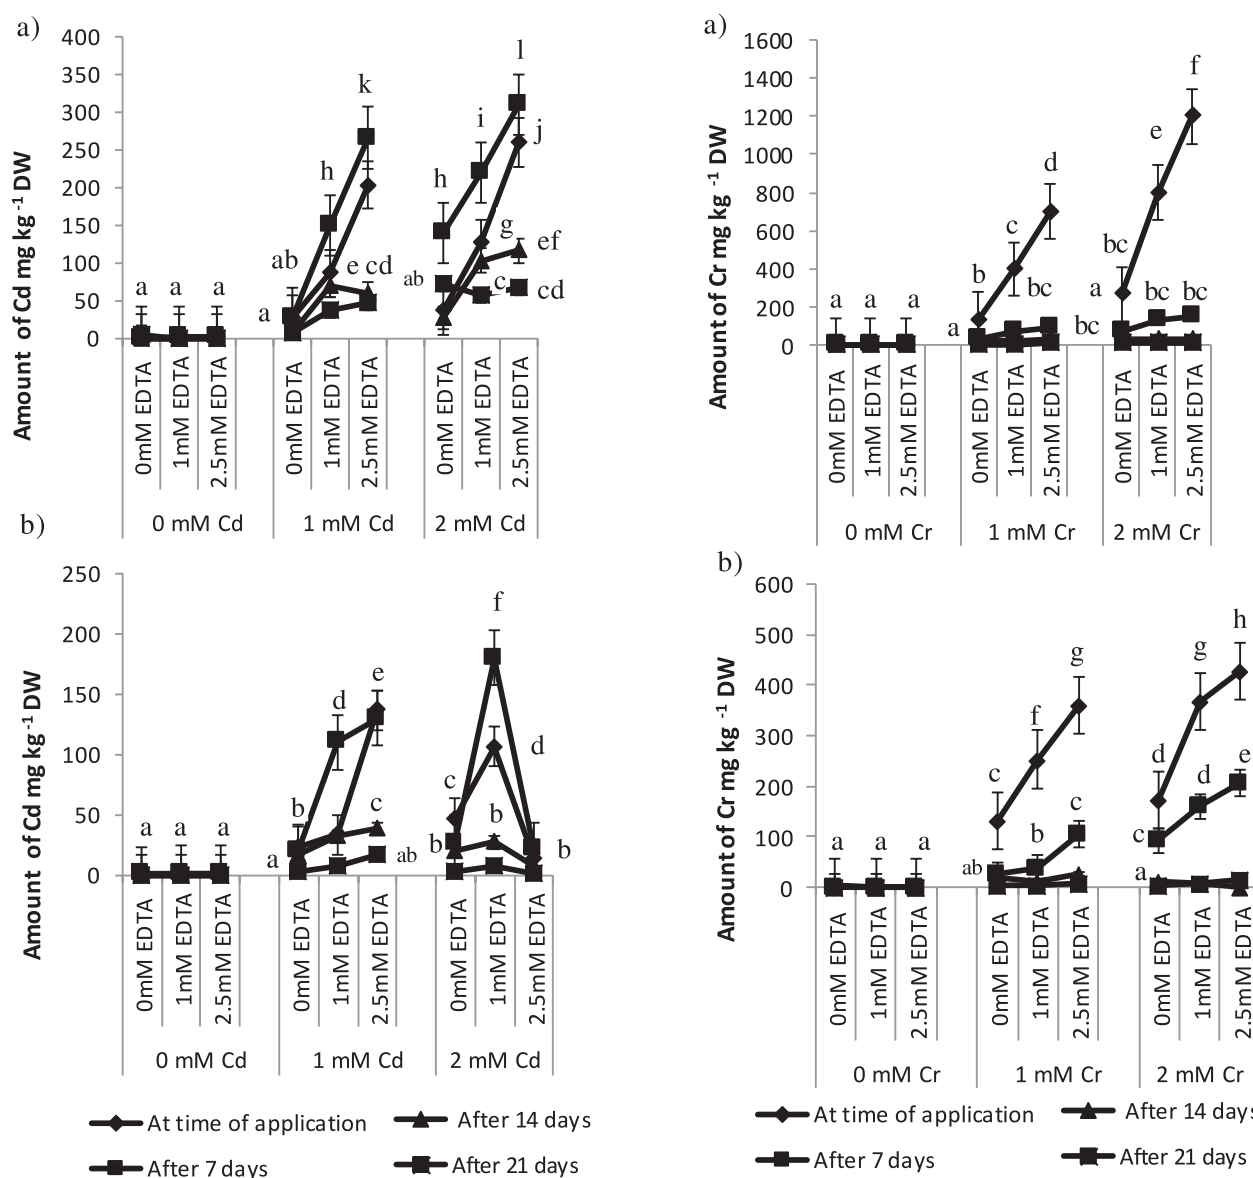 a)
Amount of Cd mg kg -1 DW
400
350
300
250
200
150
100
50
0
a a a
a ab h k e cd
h i l j g ef ab c cd
0mM EDTA 1mM EDTA 2.5mM EDTA 0mM EDTA 1mM EDTA 2.5mM EDTA 0mM EDTA 1mM EDTA 2.5mM EDTA
0 mM Cd 1 mM Cd 2 mM Cd
a)
Amount of Cr mg kg -1 DW
1600
1400
1200
1000
800
600
400
200
0
a a a
a b c d bc
a bc e f bc bc bc
0mM EDTA 1mM EDTA 2.5mM EDTA 0mM EDTA 1mM EDTA 2.5mM EDTA 0mM EDTA 1mM EDTA 2.5mM EDTA
0 mM Cr 1 mM Cr 2 mM Cr
b)
Amount of Cd mg kg -1 DW
250
200
150
100
50
0
a a a
a b d e c ab
c f d b b b
0mM EDTA 1mM EDTA 2.5mM EDTA 0mM EDTA 1mM EDTA 2.5mM EDTA 0mM EDTA 1mM EDTA 2.5mM EDTA
0 mM Cd 1 mM Cd 2 mM Cd
At time of application After 14 days
After 7 days After 21 days
b)
Amount of Cr mg kg -1 DW
600
500
400
300
200
100
0
a a a
c f g ab b c
d g h c d e a
0mM EDTA 1mM EDTA 2.5mM EDTA 0mM EDTA 1mM EDTA 2.5mM EDTA 0mM EDTA 1mM EDTA 2.5mM EDTA
0 mM Cr 1 mM Cr 2 mM Cr
At time of application After 14 days
After 7 days After 21 days